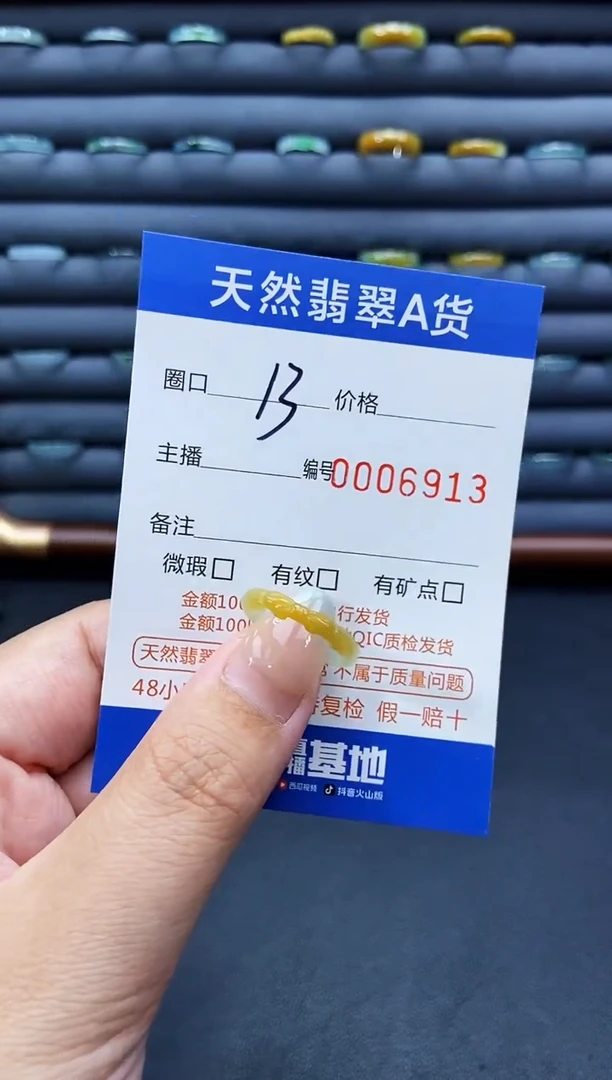 天然翡翠A货
圈口 13 价格
主播 编号0006913
备注
微瑕 有纹 有矿点
金额100 行发货
金额100 QIC质检发货
天然翡翠 不属于质量问题
48小 复检 假一赔十
直播基地
西瓜视频 抖音火山版